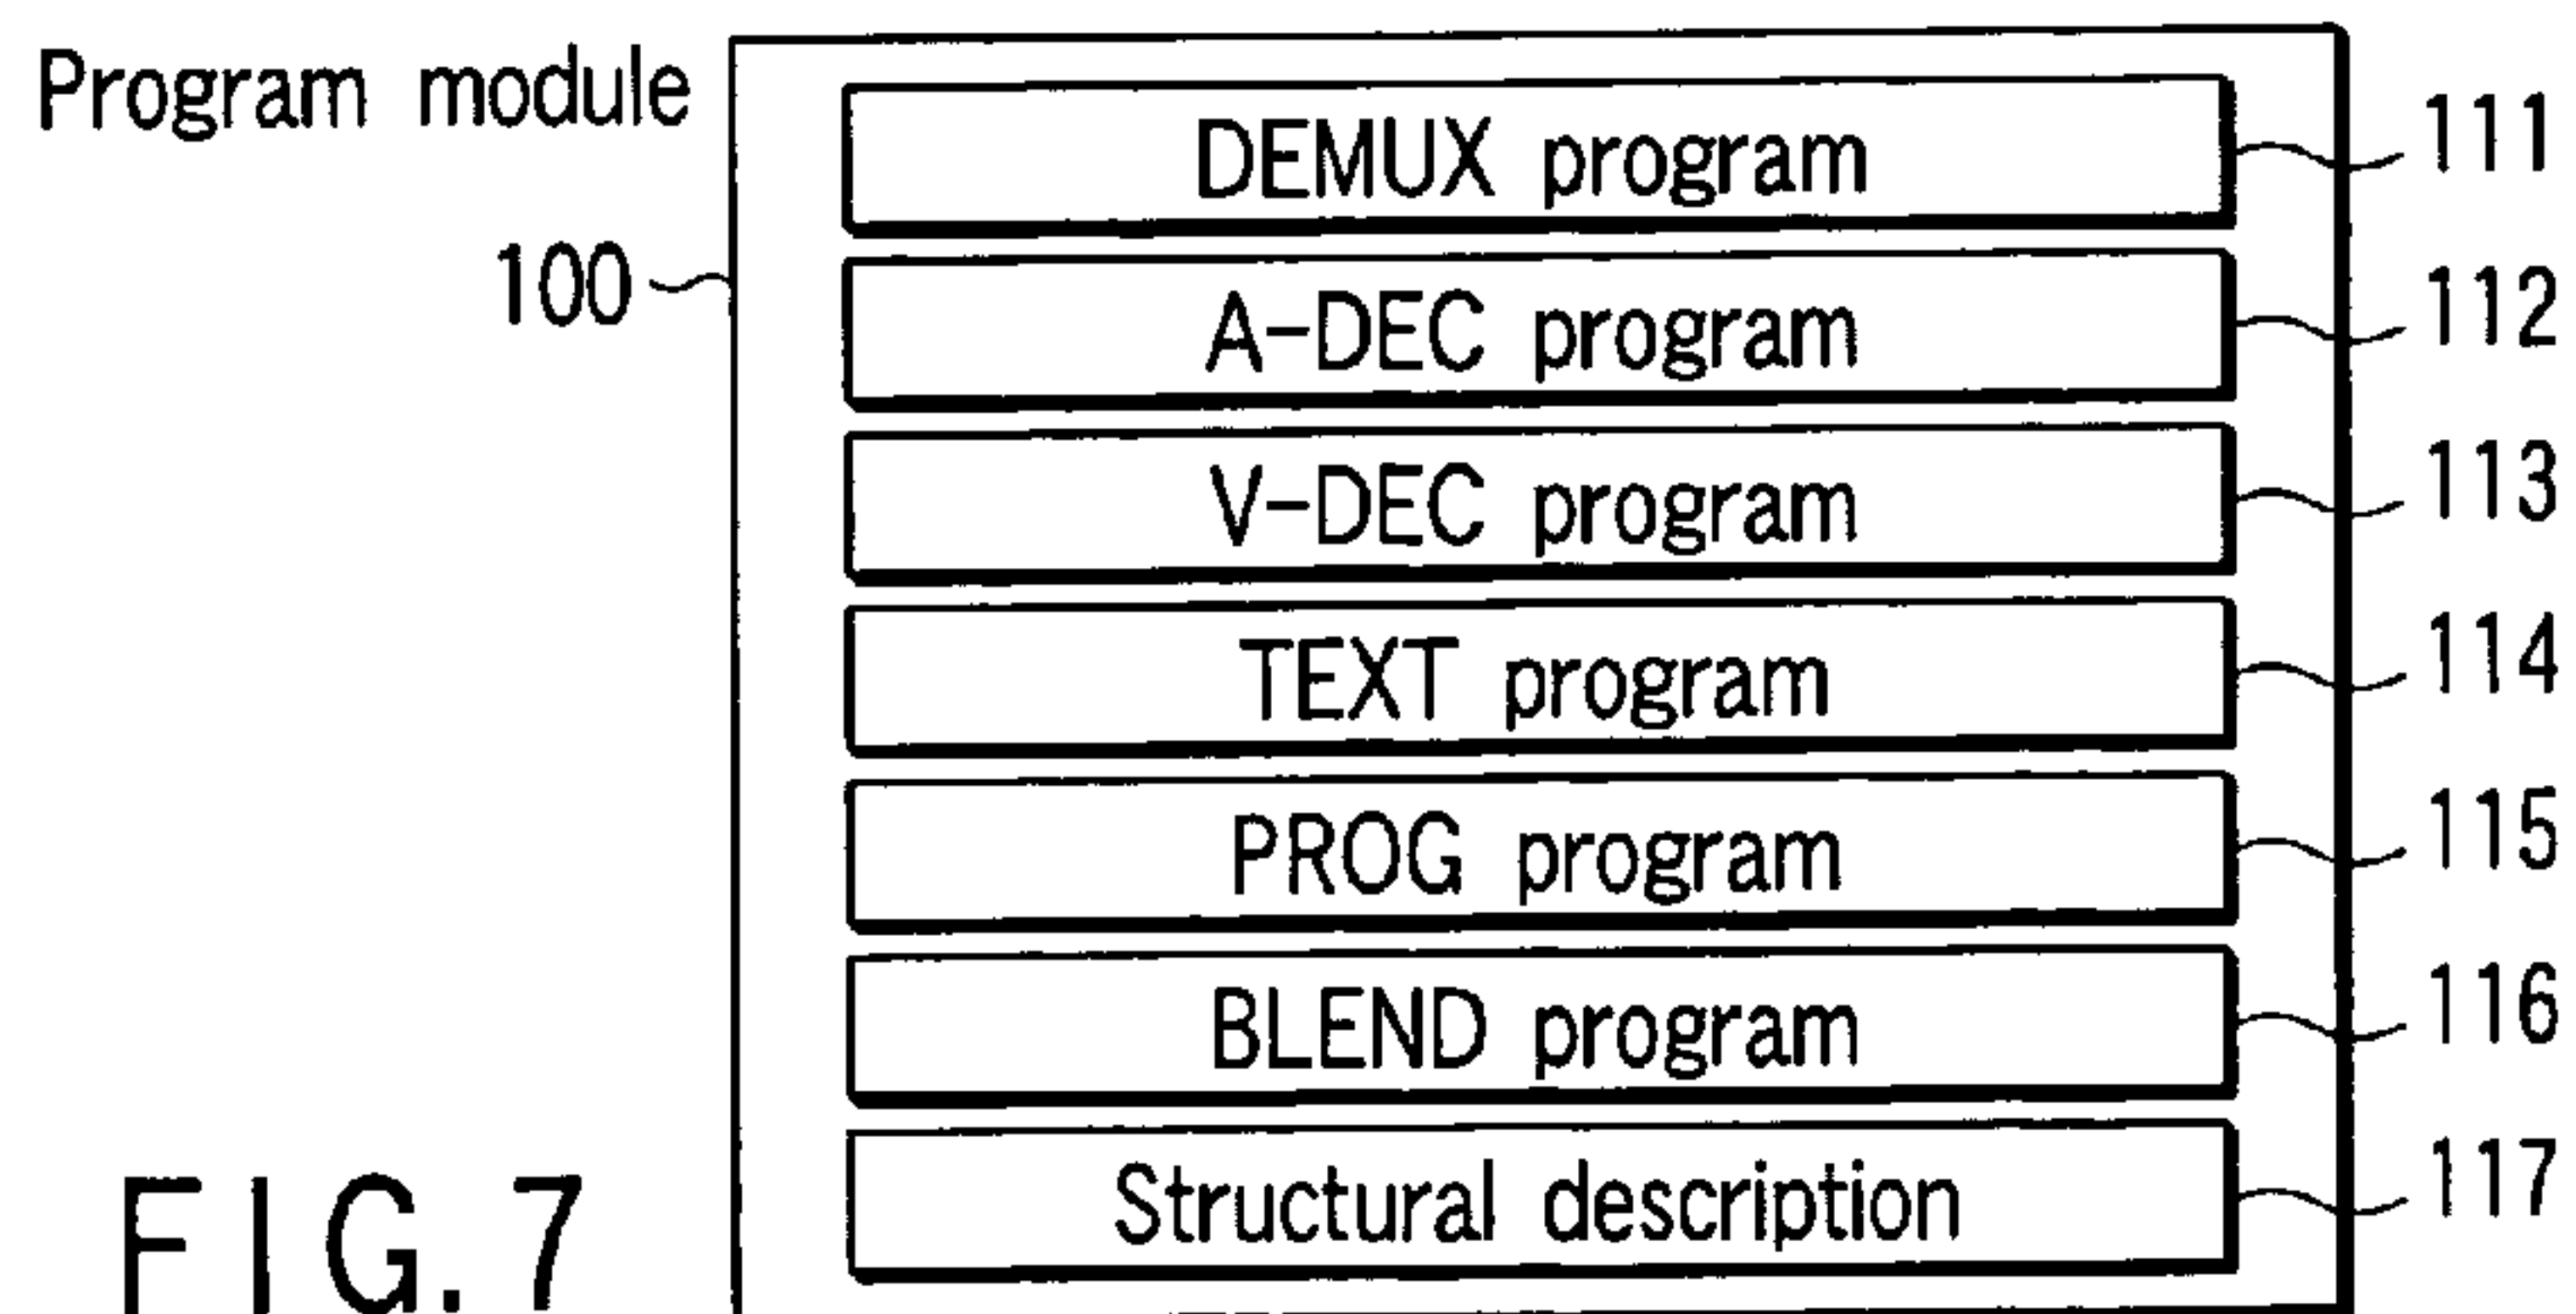 Program module
100
DEMUX program 111
A-DEC program 112
V-DEC program 113
TEXT program 114
PROG program 115
BLEND program 116
Structural description 117
FIG. 7